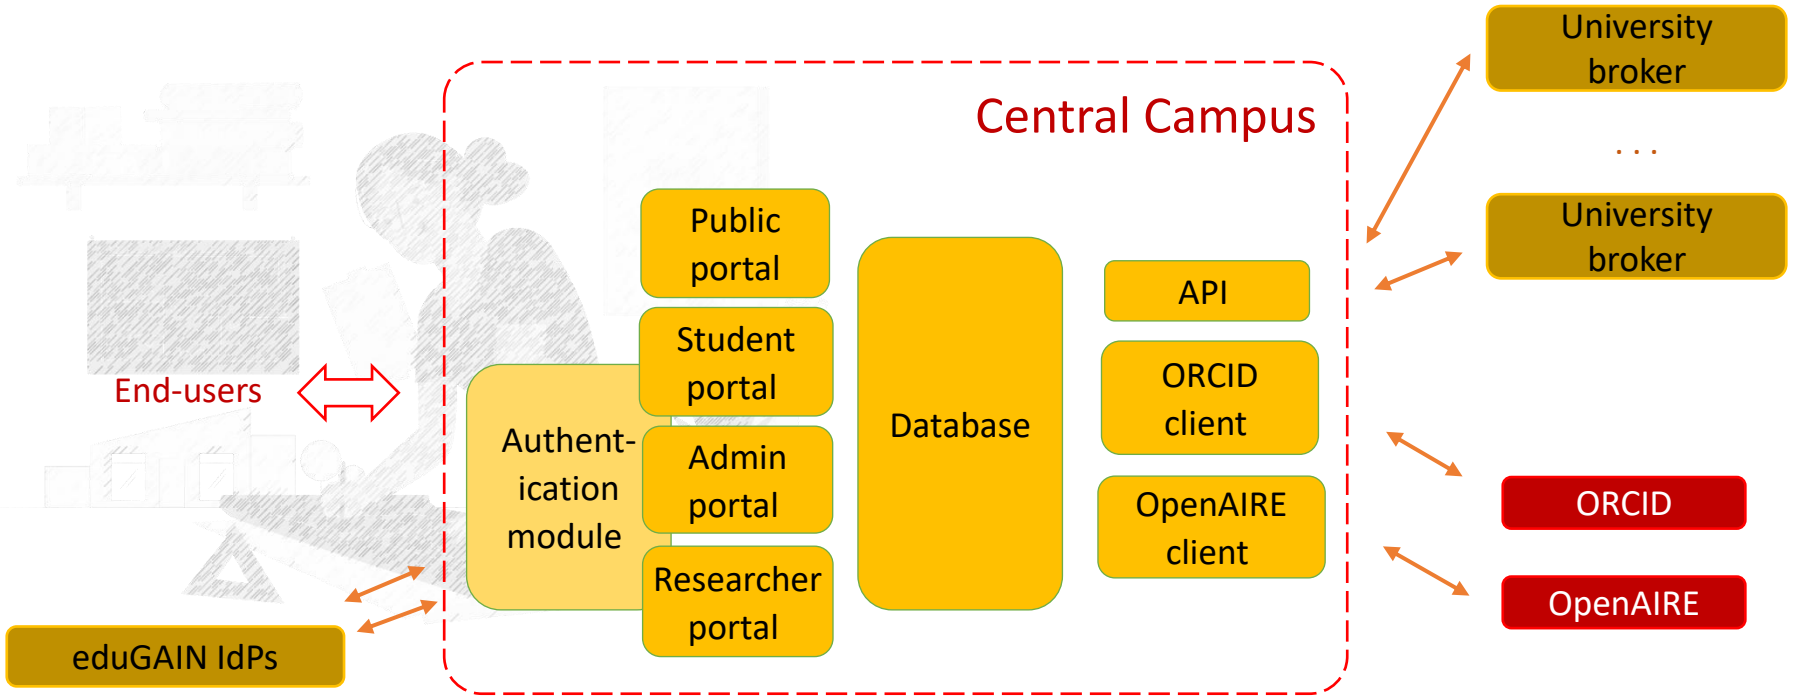 University
broker
. . .
University
broker
Central Campus
Public
portal
Student
portal
Admin
portal
Researcher
portal
Authent-
ication
module
Database
API
ORCID
client
OpenAIRE
client
End-users
eduGAIN IdPs
ORCID
OpenAIRE